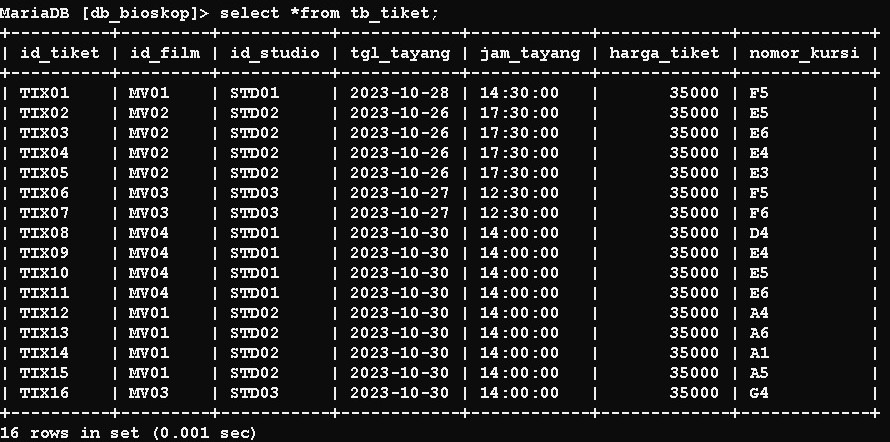 MariaDB [db_bioskop]> select *from tb_tiket;
+----------+---------+-----------+------------+------------+-------------+-------------+
| id_tiket | id_film | id_studio | tgl_tayang | jam_tayang | harga_tiket | nomor_kursi |
+----------+---------+-----------+------------+------------+-------------+-------------+
| TIX01    | MV01    | STD01     | 2023-10-28 | 14:30:00   |       35000 | F5          |
| TIX02    | MV02    | STD02     | 2023-10-26 | 17:30:00   |       35000 | E5          |
| TIX03    | MV02    | STD02     | 2023-10-26 | 17:30:00   |       35000 | E6          |
| TIX04    | MV02    | STD02     | 2023-10-26 | 17:30:00   |       35000 | E4          |
| TIX05    | MV02    | STD02     | 2023-10-26 | 17:30:00   |       35000 | E3          |
| TIX06    | MV03    | STD03     | 2023-10-27 | 12:30:00   |       35000 | F5          |
| TIX07    | MV03    | STD03     | 2023-10-27 | 12:30:00   |       35000 | F6          |
| TIX08    | MV04    | STD01     | 2023-10-30 | 14:00:00   |       35000 | D4          |
| TIX09    | MV04    | STD01     | 2023-10-30 | 14:00:00   |       35000 | E4          |
| TIX10    | MV04    | STD01     | 2023-10-30 | 14:00:00   |       35000 | E5          |
| TIX11    | MV04    | STD01     | 2023-10-30 | 14:00:00   |       35000 | E6          |
| TIX12    | MV01    | STD02     | 2023-10-30 | 14:00:00   |       35000 | A4          |
| TIX13    | MV01    | STD02     | 2023-10-30 | 14:00:00   |       35000 | A6          |
| TIX14    | MV01    | STD02     | 2023-10-30 | 14:00:00   |       35000 | A1          |
| TIX15    | MV01    | STD02     | 2023-10-30 | 14:00:00   |       35000 | A5          |
| TIX16    | MV03    | STD03     | 2023-10-30 | 14:00:00   |       35000 | G4          |
+----------+---------+-----------+------------+------------+-------------+-------------+
16 rows in set (0.001 sec)